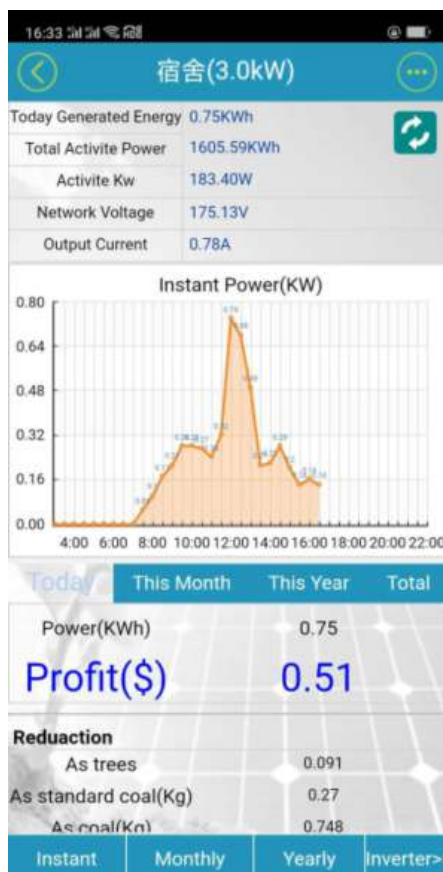 16:33
宿舍(3.0kW)
Today Generated Energy 0.75KWh
Total Activite Power 1605.59KWh
Activite Kw 183.40W
Network Voltage 175.13V
Output Current 0.78A
Instant Power(KW)
0.80
0.64
0.48
0.32
0.16
0.00
4:00 6:00 8:00 10:00 12:00 14:00 16:00 18:00 20:00 22:00
Today This Month This Year Total
Power(KWh) 0.75
Profit($) 0.51
Reduaction
As trees 0.091
As standard coal(Kg) 0.27
As coal(Kg) 0.748
Instant Monthly Yearly Inverter>